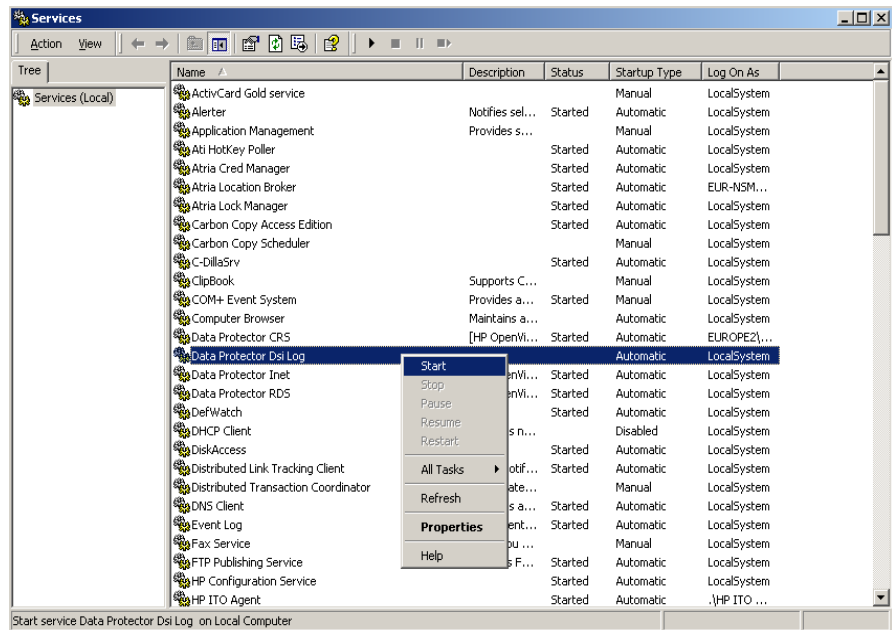 Services
Action View
Tree
Name Description Status Startup Type Log On As
Services (Local)
ActivCard Gold service Manual LocalSystem
Alerter Notifies sel... Started Automatic LocalSystem
Application Management Provides s... Manual LocalSystem
Ati HotKey Poller Started Automatic LocalSystem
Atria Cred Manager Started Automatic LocalSystem
Atria Location Broker Started Automatic EUR-NSM...
Atria Lock Manager Started Automatic LocalSystem
Carbon Copy Access Edition Started Automatic LocalSystem
Carbon Copy Scheduler Manual LocalSystem
C-DillaSrv Started Automatic LocalSystem
ClipBook Supports C... Manual LocalSystem
COM+ Event System Provides a... Started Manual LocalSystem
Computer Browser Maintains a... Automatic LocalSystem
Data Protector CRS [HP OpenVi... Started Automatic EUROPE2\...
Data Protector Dsi Log Automatic LocalSystem
Data Protector Inet enVi... Started Automatic LocalSystem
Data Protector RDS enVi... Started Automatic LocalSystem
DefWatch Started Automatic LocalSystem
DHCP Client s n... Disabled LocalSystem
DiskAccess Started Automatic LocalSystem
Distributed Link Tracking Client otif... Started Automatic LocalSystem
Distributed Transaction Coordinator ate... Manual LocalSystem
DNS Client s a... Started Automatic LocalSystem
Event Log ent... Started Automatic LocalSystem
Fax Service ou ... Manual LocalSystem
FTP Publishing Service s F... Started Automatic LocalSystem
HP Configuration Service Started Automatic LocalSystem
HP ITO Agent Started Automatic .\HP ITO ...
Start
Stop
Pause
Resume
Restart
All Tasks
Refresh
Properties
Help
Start service Data Protector Dsi Log on Local Computer